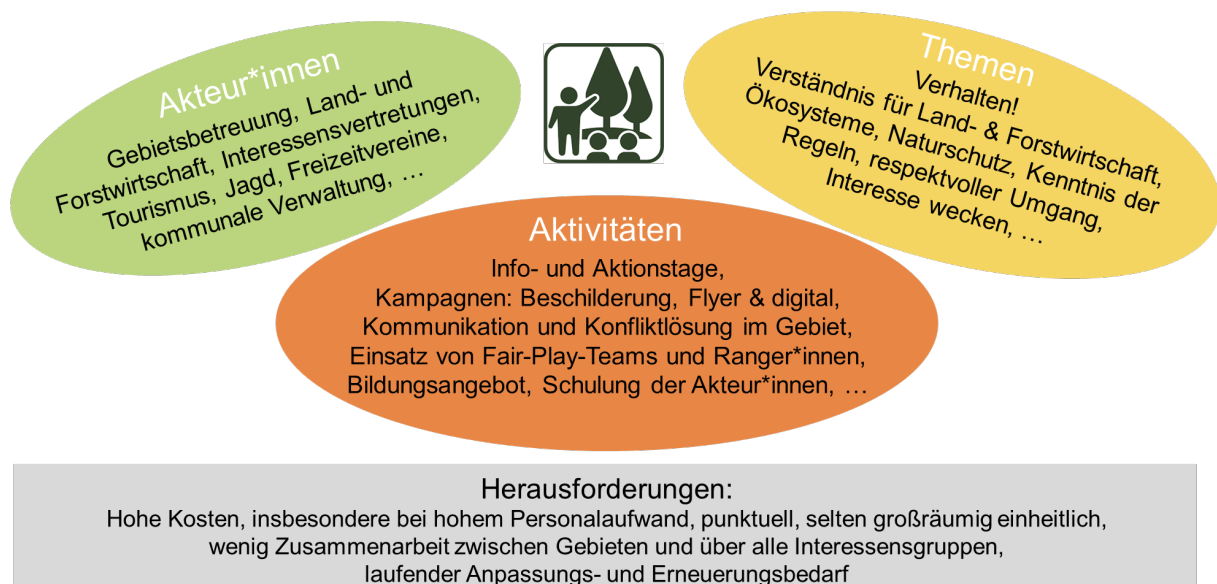 Akteur*innen
Gebietsbetreuung, Land- und
Forstwirtschaft, Interessensvertretungen,
Tourismus, Jagd, Freizeitvereine,
kommunale Verwaltung, …
Themen
Verhalten!
Verständnis für Land- & Forstwirtschaft,
Ökosysteme, Naturschutz, Kenntnis der
Regeln, respektvoller Umgang,
Interesse wecken, …
Aktivitäten
Info- und Aktionstage,
Kampagnen: Beschilderung, Flyer & digital,
Kommunikation und Konfliktlösung im Gebiet,
Einsatz von Fair-Play-Teams und Ranger*innen,
Bildungsangebot, Schulung der Akteur*innen, …
Herausforderungen:
Hohe Kosten, insbesondere bei hohem Personalaufwand, punktuell, selten großräumig einheitlich,
wenig Zusammenarbeit zwischen Gebieten und über alle Interessensgruppen,
laufender Anpassungs- und Erneuerungsbedarf